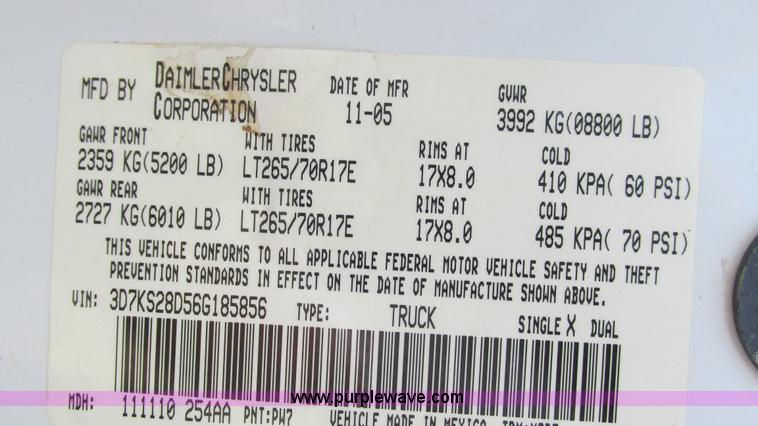 MFD BY DAIMLERCHRYSLER CORPORATION DATE OF MFR 11-05 GVWR 3992 KG(08800 LB)
GAWR FRONT WITH TIRES RIMS AT COLD
2359 KG(5200 LB) LT265/70R17E 17X8.0 410 KPA( 60 PSI)
GAWR REAR WITH TIRES RIMS AT COLD
2727 KG(6010 LB) LT265/70R17E 17X8.0 485 KPA( 70 PSI)
THIS VEHICLE CONFORMS TO ALL APPLICABLE FEDERAL MOTOR VEHICLE SAFETY AND THEFT
PREVENTION STANDARDS IN EFFECT ON THE DATE OF MANUFACTURE SHOWN ABOVE.
VIN: 3D7KS28D56G185856 TYPE: TRUCK SINGLE X DUAL
www.purplewave.com
MDH: 111110 254AA PNT:PW7 VEHICLE MADE IN MEXICO